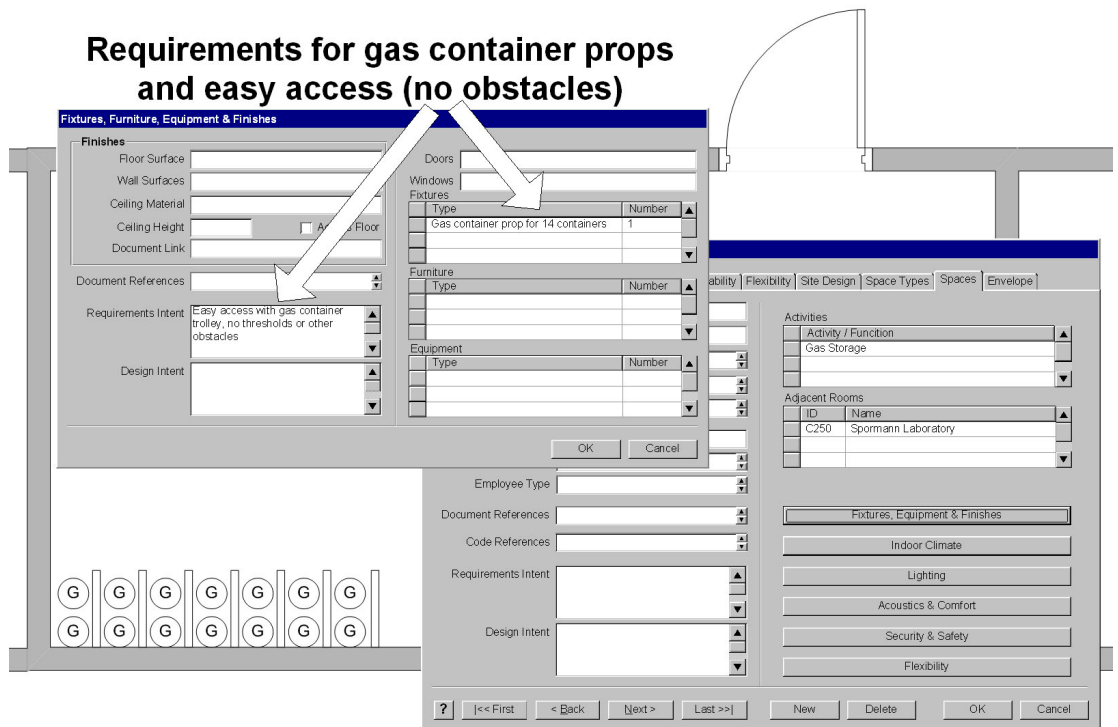 Requirements for gas container props
and easy access (no obstacles)
Fixtures, Furniture, Equipment & Finishes
Finishes
Floor Surface
Wall Surfaces
Ceiling Material
Ceiling Height
Floor
Document Link
Document References
Requirements Intent
Easy access with gas container
trolley, no thresholds or other
obstacles
Design Intent
Doors
Windows
Fixtures
Type Number
Gas container prop for 14 containers 1
Furniture
Type Number
Equipment
Type Number
OK Cancel
Flexibility Site Design Space Types Spaces Envelope
Activities
Activity / Function
Gas Storage
Adjacent Rooms
ID Name
C250 Spormann Laboratory
Employee Type
Document References
Code References
Requirements Intent
Design Intent
Fixtures, Equipment & Finishes
Indoor Climate
Lighting
Acoustics & Comfort
Security & Safety
Flexibility
? |<< First < Back Next > Last >>| New Delete OK Cancel
G G G G G G G
G G G G G G G